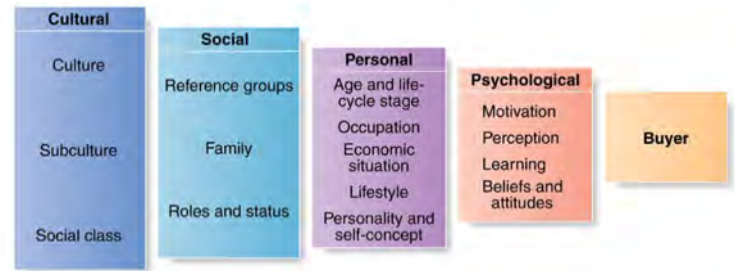 Cultural
Culture
Subculture
Social class
Social
Reference groups
Family
Roles and status
Personal
Age and life-
cycle stage
Occupation
Economic
situation
Lifestyle
Personality and
self-concept
Psychological
Motivation
Perception
Learning
Beliefs and
attitudes
Buyer